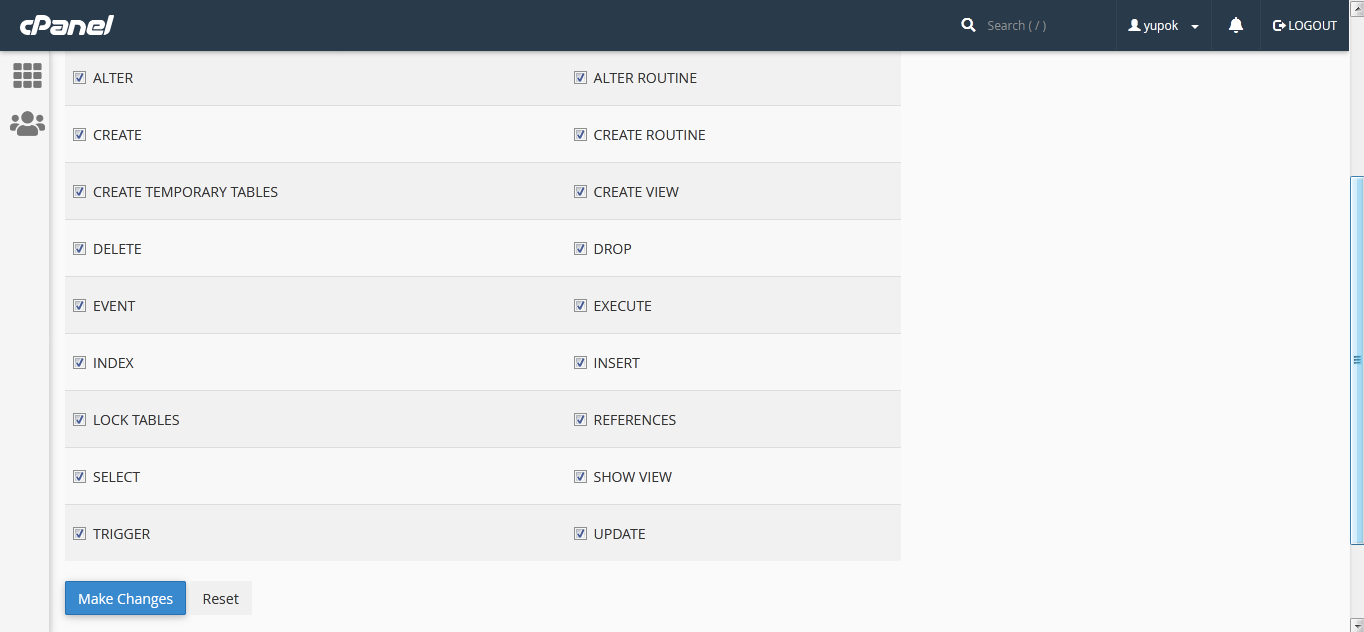 cPanel
Search ( / )
yupok
LOGOUT
ALTER
ALTER ROUTINE
CREATE
CREATE ROUTINE
CREATE TEMPORARY TABLES
CREATE VIEW
DELETE
DROP
EVENT
EXECUTE
INDEX
INSERT
LOCK TABLES
REFERENCES
SELECT
SHOW VIEW
TRIGGER
UPDATE
Make Changes
Reset